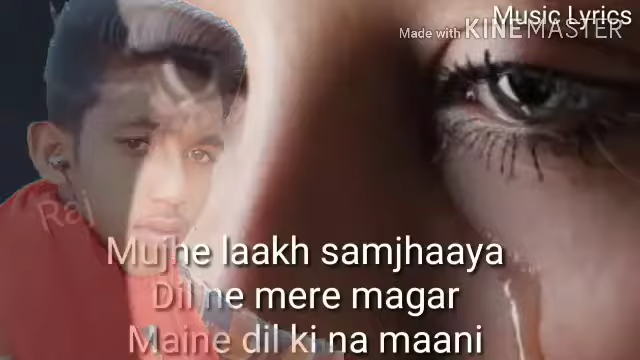 Music Lyrics
Made with KINEMASTER
Raj
Mujhe laakh samjhaaya
Dil ne mere magar
Maine dil ki na maani